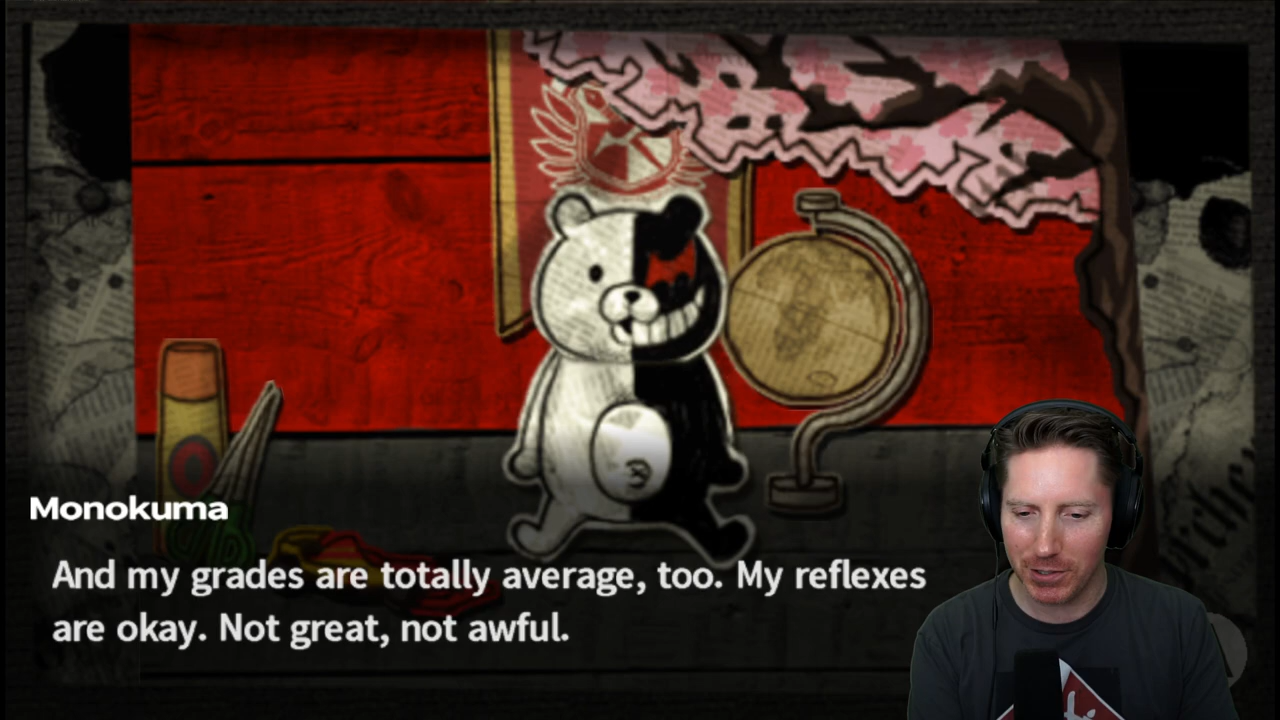 Monokuma
And my grades are totally average, too. My reflexes
are okay. Not great, not awful.